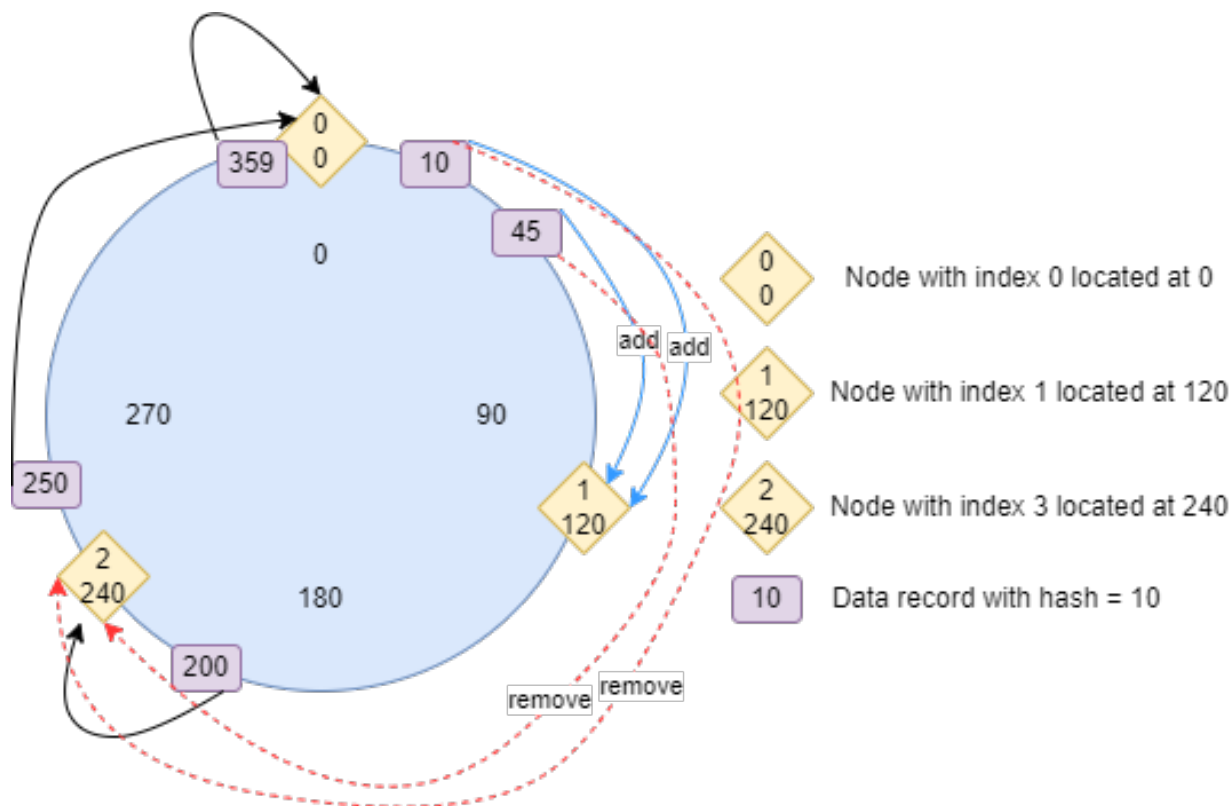 0
0
359
10
45
0
add
add
270
90
250
1
120
2
240
180
200
remove
remove
0
0
Node with index 0 located at 0
1
120
Node with index 1 located at 120
2
240
Node with index 3 located at 240
10
Data record with hash = 10